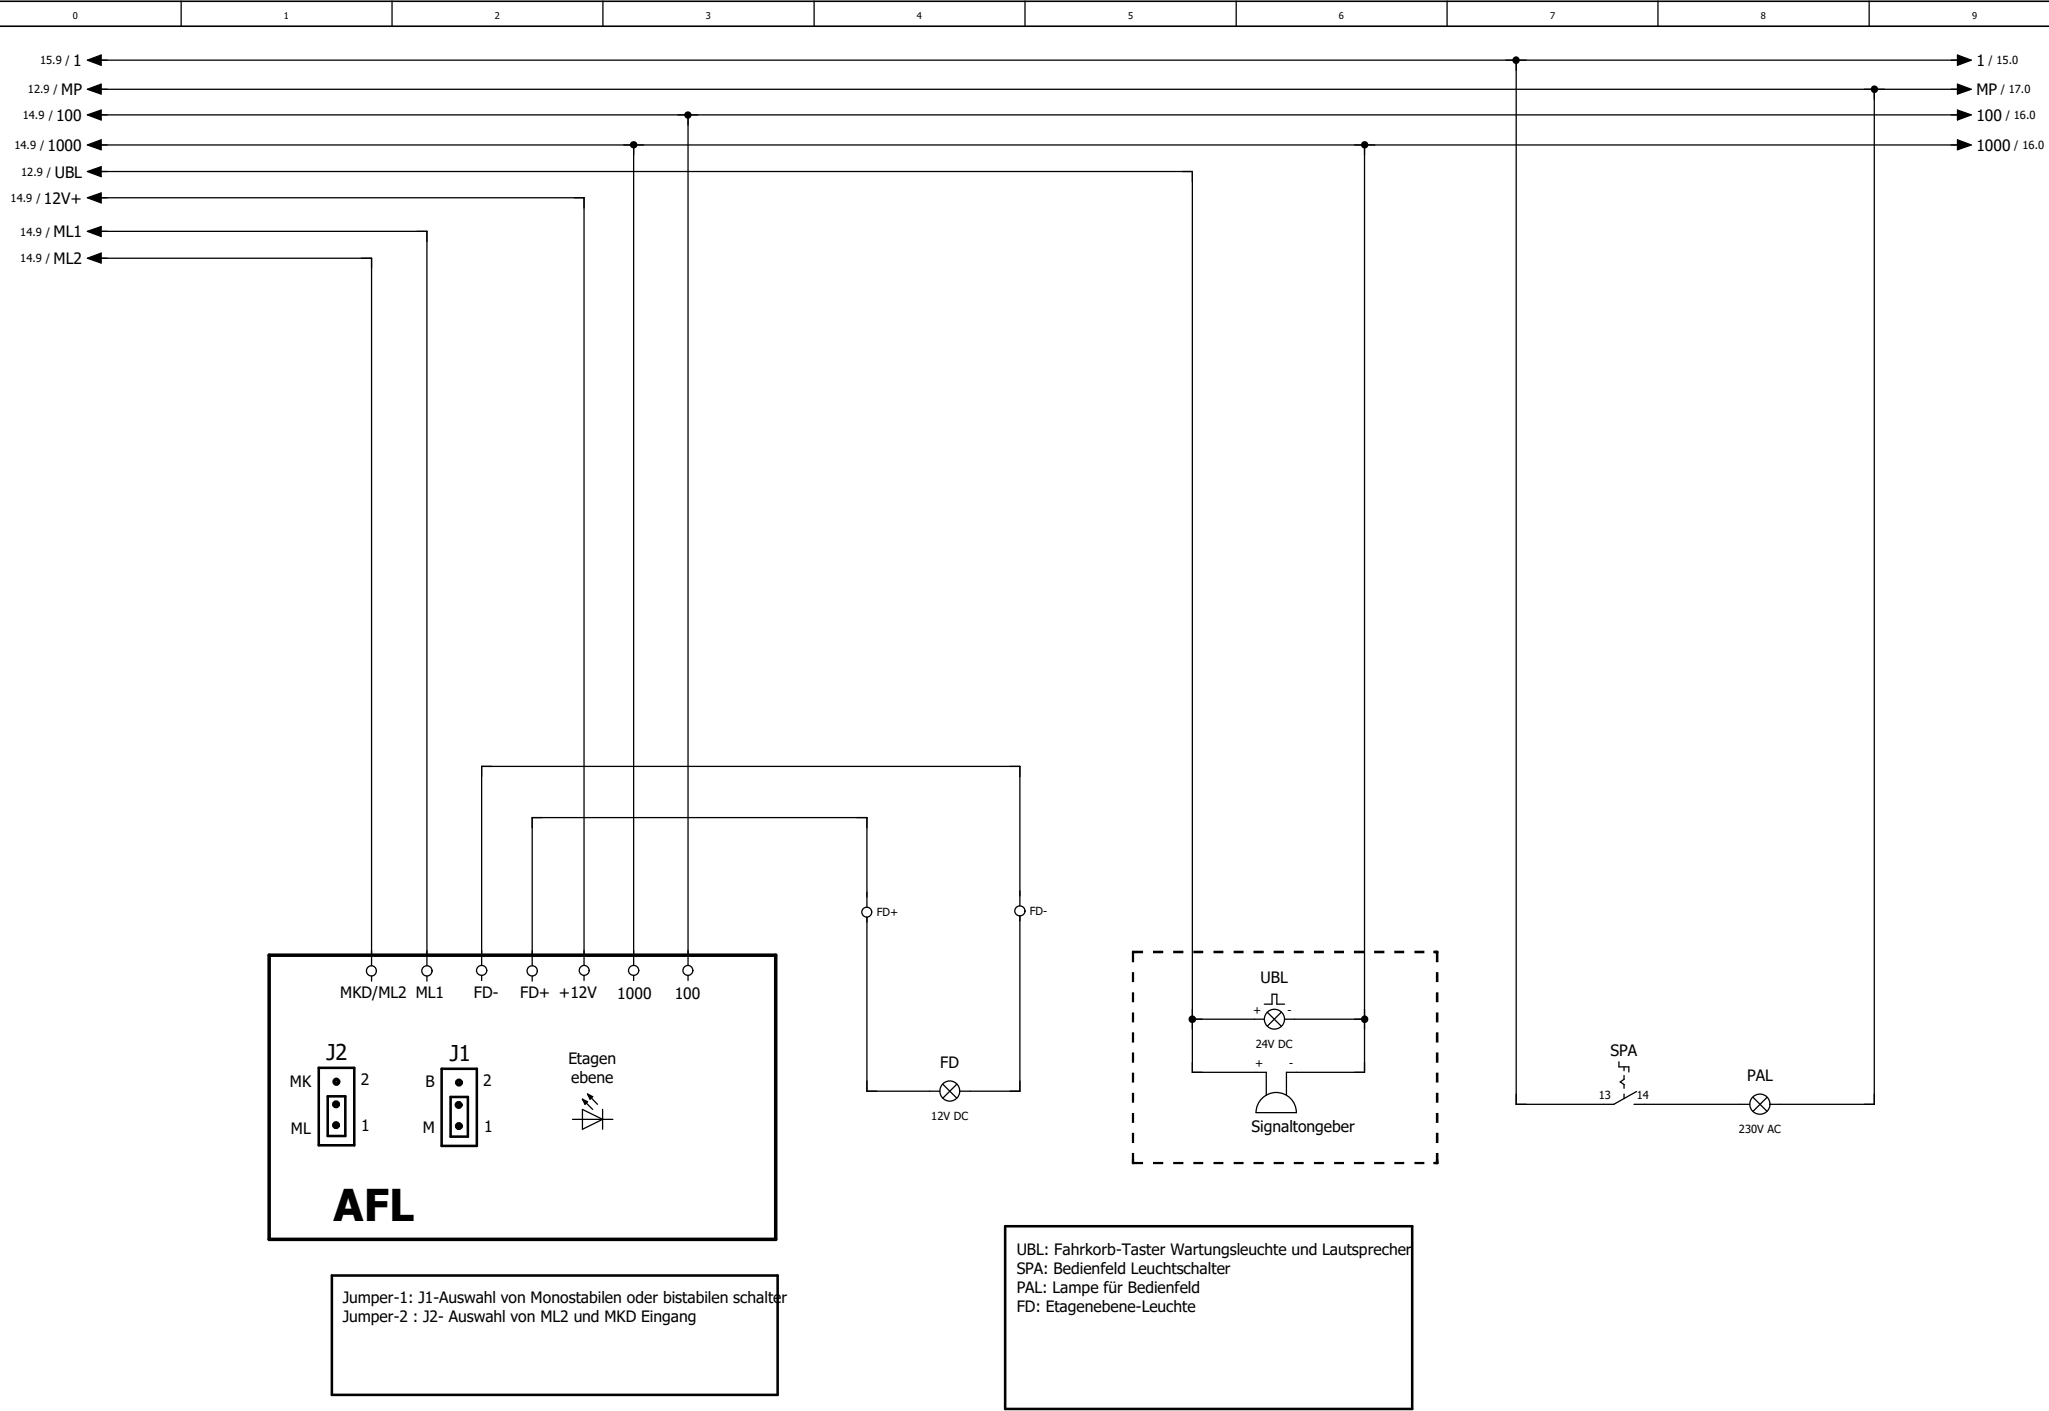 0 1 2 3 4 5 6 7 8 9
15.9 / 1
1 / 15.0
12.9 / MP
MP / 17.0
14.9 / 100
100 / 16.0
14.9 / 1000
1000 / 16.0
12.9 / UBL
14.9 / 12V+
14.9 / ML1
14.9 / ML2
FD+
FD-
MKD/ML2 ML1 FD- FD+ +12V 1000 100
J2
MK 2
ML 1
J1
B 2
M 1
Etagen
ebene
AFL
FD
12V DC
UBL
+ -
24V DC
+ -
Signaltongeber
SPA
13 14
PAL
230V AC
Jumper-1: J1-Auswahl von Monostabilen oder bistabilen schalter
Jumper-2 : J2- Auswahl von ML2 und MKD Eingang
UBL: Fahrkorb-Taster Wartungsleuchte und Lautsprecher
SPA: Bedienfeld Leuchtschalter
PAL: Lampe für Bedienfeld
FD: Etagenebene-Leuchte